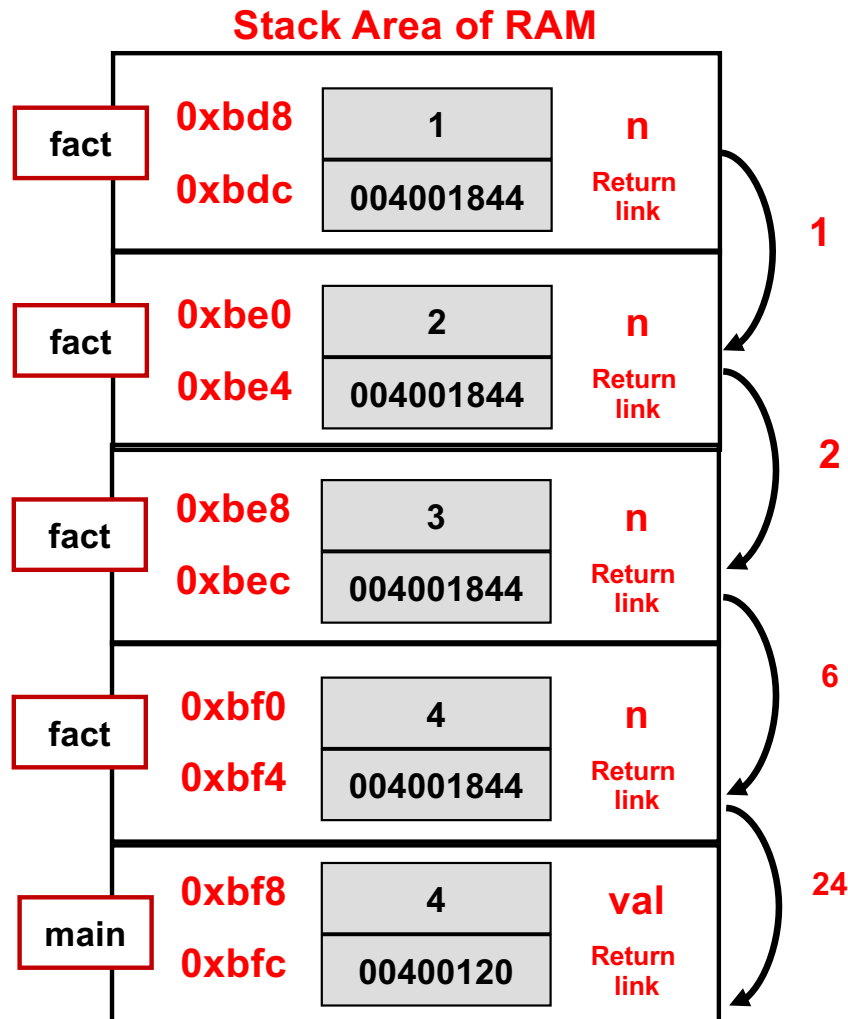 Stack Area of RAM
fact
0xbd8
1
n
0xbdc
004001844
Return
link
1
fact
0xbe0
2
n
0xbe4
004001844
Return
link
2
fact
0xbe8
3
n
0xbec
004001844
Return
link
6
fact
0xbf0
4
n
0xbf4
004001844
Return
link
24
main
0xbf8
4
val
0xbfc
00400120
Return
link